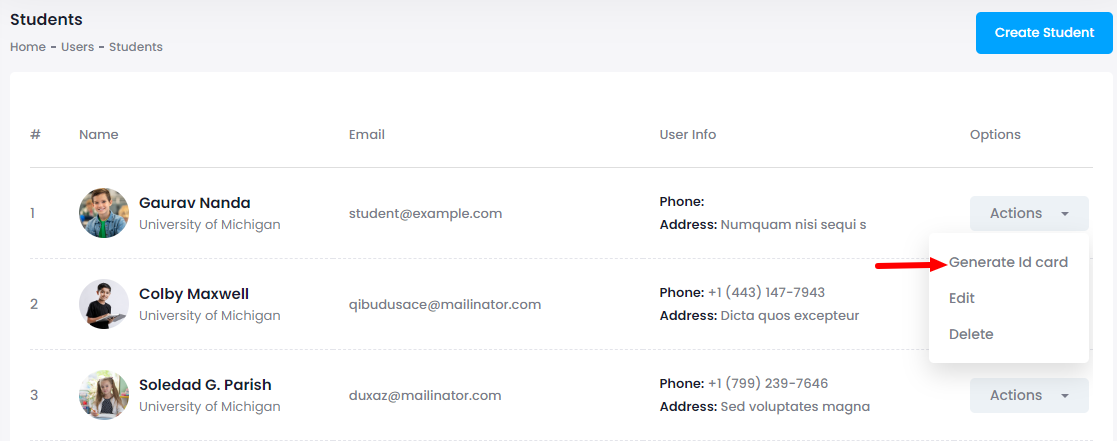 Students
Home - Users - Students
Create Student
# Name Email User Info Options
1 Gaurav Nanda
University of Michigan
student@example.com
Phone:
Address: Numquam nisi sequi s
Actions
Generate Id card
Edit
Delete
2 Colby Maxwell
University of Michigan
qibudusace@mailinator.com
Phone: +1 (443) 147-7943
Address: Dicta quos excepteur
3 Soledad G. Parish
University of Michigan
duxaz@mailinator.com
Phone: +1 (799) 239-7646
Address: Sed voluptates magna
Actions